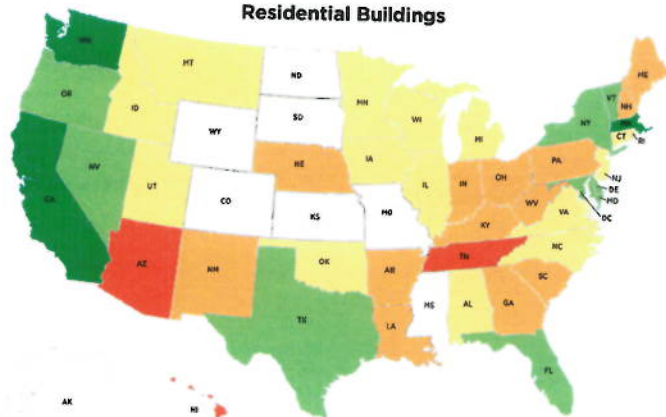 Residential Buildings
WA
MT
ND
ME
OR
ID
MN
VT
NH
SD
WI
NY
MA
WY
MI
CT
RI
NE
IA
PA
NV
NJ
UT
IL
IN
OH
DE
MD
CA
CO
KS
MO
WV
VA
DC
KY
NC
AZ
NM
OK
AR
TN
SC
MS
AL
GA
TX
LA
FL
AK
HI